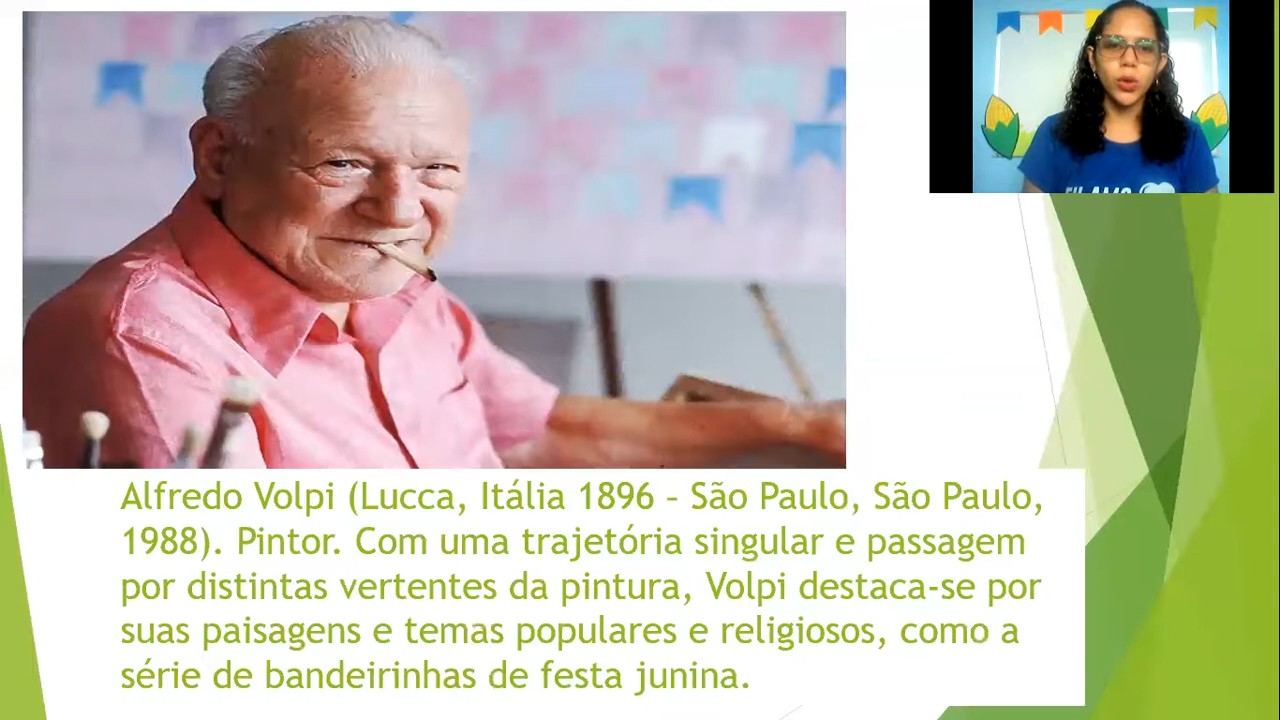 Alfredo Volpi (Lucca, Itália 1896 – São Paulo, São Paulo,
1988). Pintor. Com uma trajetória singular e passagem
por distintas vertentes da pintura, Volpi destaca-se por
suas paisagens e temas populares e religiosos, como a
série de bandeirinhas de festa junina.